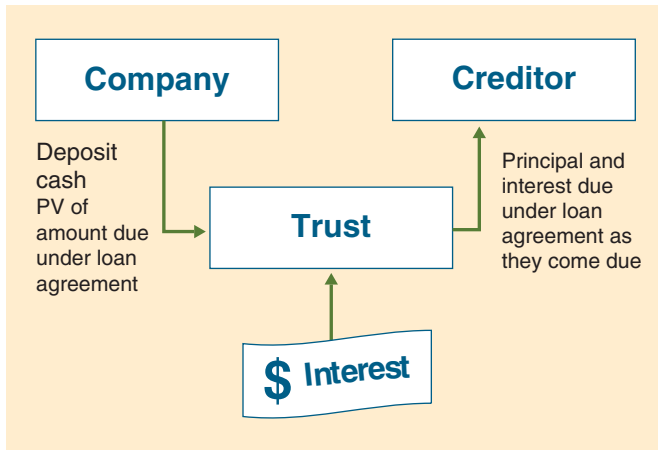 Company
Creditor
Deposit
cash
PV of
amount due
under loan
agreement
Principal and
interest due
under loan
agreement as
they come due
Trust
$ Interest